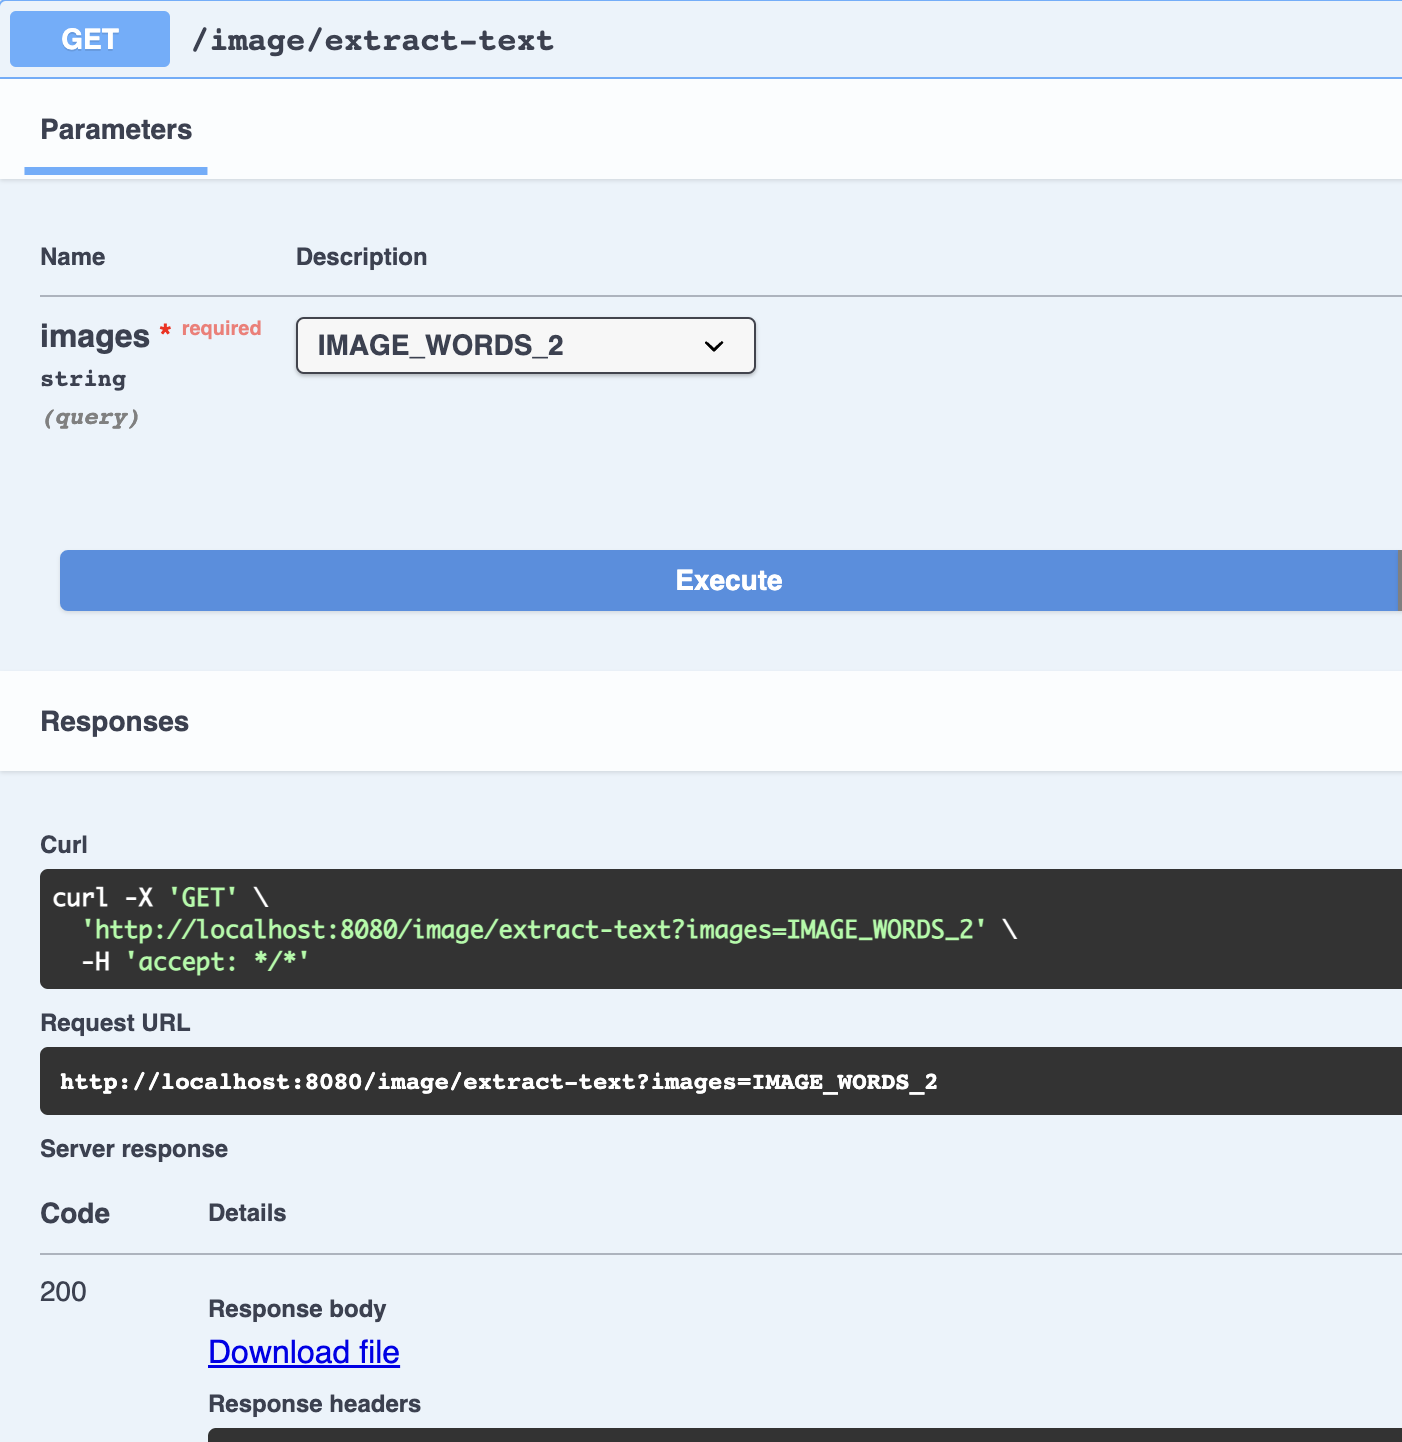 GET /image/extract-text
Parameters
Name Description
images * required IMAGE_WORDS_2
string
(query)
Execute
Responses
Curl
curl -X 'GET' \
  'http://localhost:8080/image/extract-text?images=IMAGE_WORDS_2' \
  -H 'accept: */*'
Request URL
http://localhost:8080/image/extract-text?images=IMAGE_WORDS_2
Server response
Code Details
200
Response body
Download file
Response headers